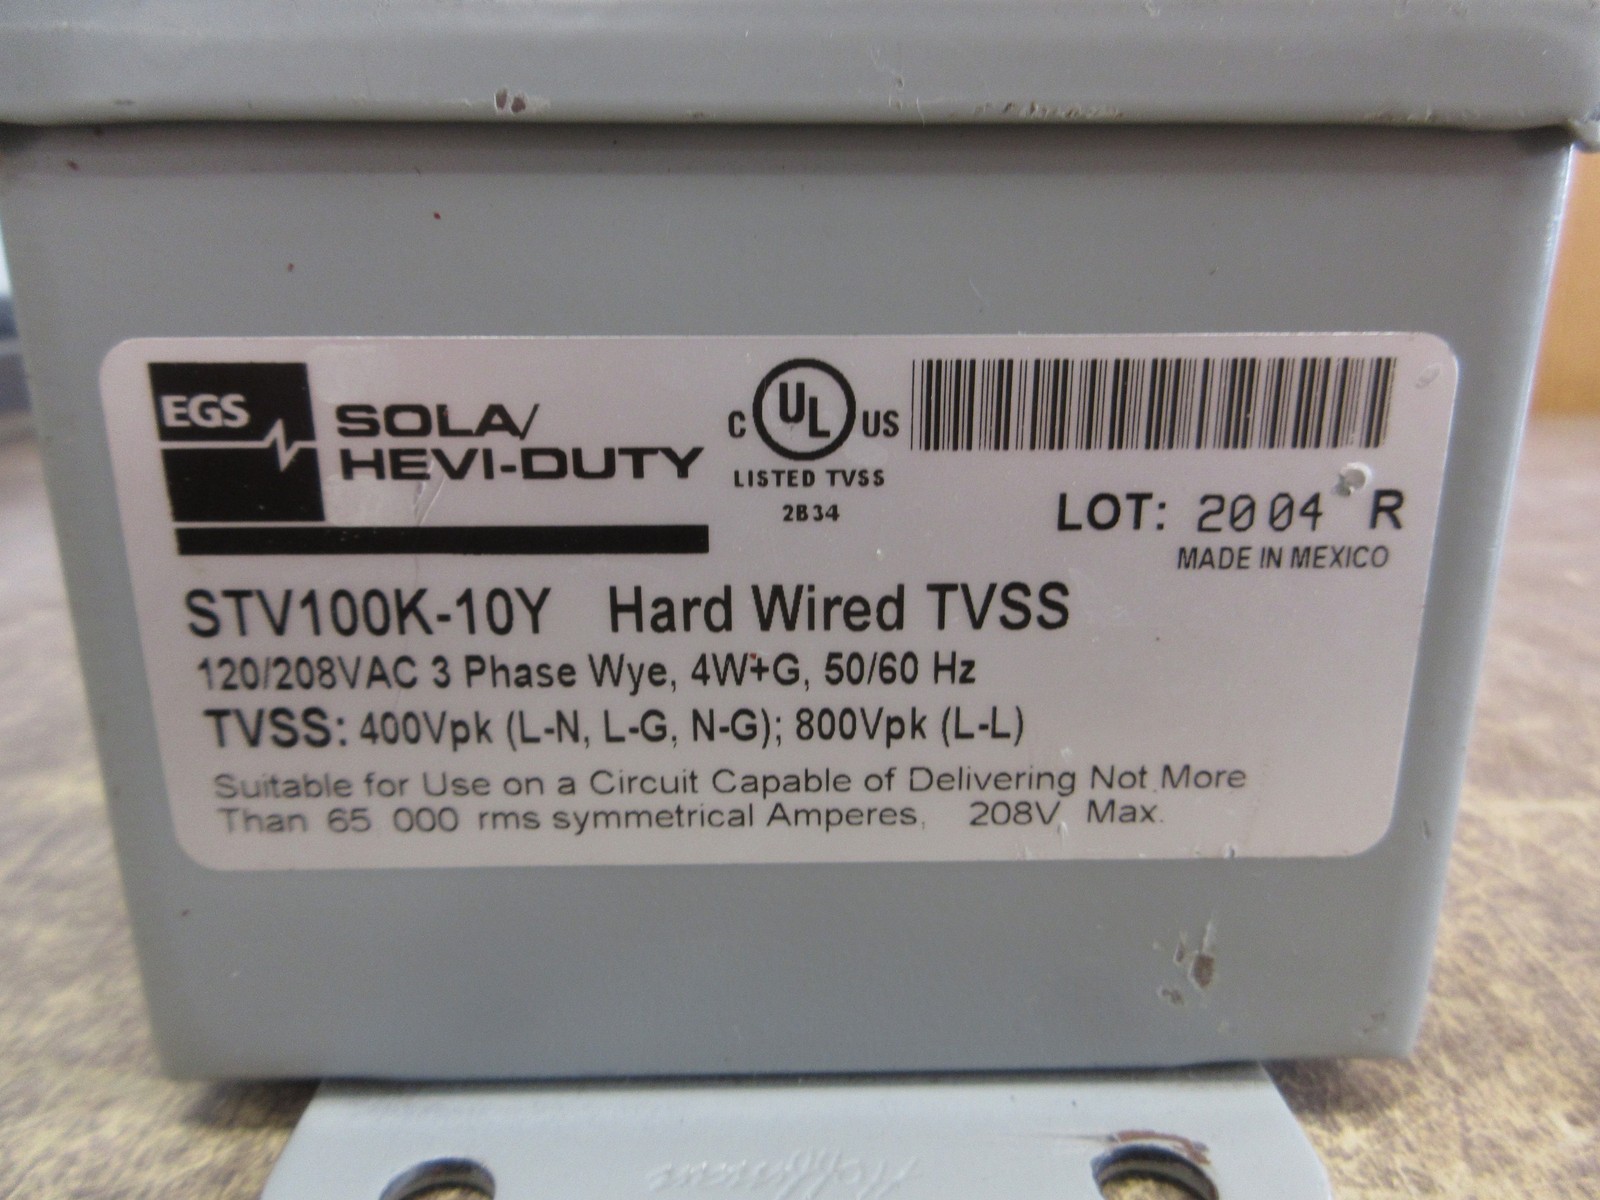 EGS
SOLA/
HEVI-DUTY
C UL US
LISTED TVSS
2B34
LOT: 2004 R
MADE IN MEXICO
STV100K-10Y Hard Wired TVSS
120/208VAC 3 Phase Wye, 4W+G, 50/60 Hz
TVSS: 400Vpk (L-N, L-G, N-G); 800Vpk (L-L)
Suitable for Use on a Circuit Capable of Delivering Not More
Than 65 000 rms symmetrical Amperes, 208V Max.
Hoffman